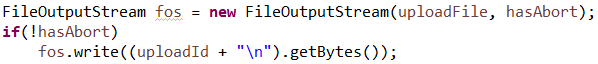 FileOutputStream fos = new FileOutputStream(uploadFile, hasAbort);
if(!hasAbort)
    fos.write((uploadId + "\n").getBytes());